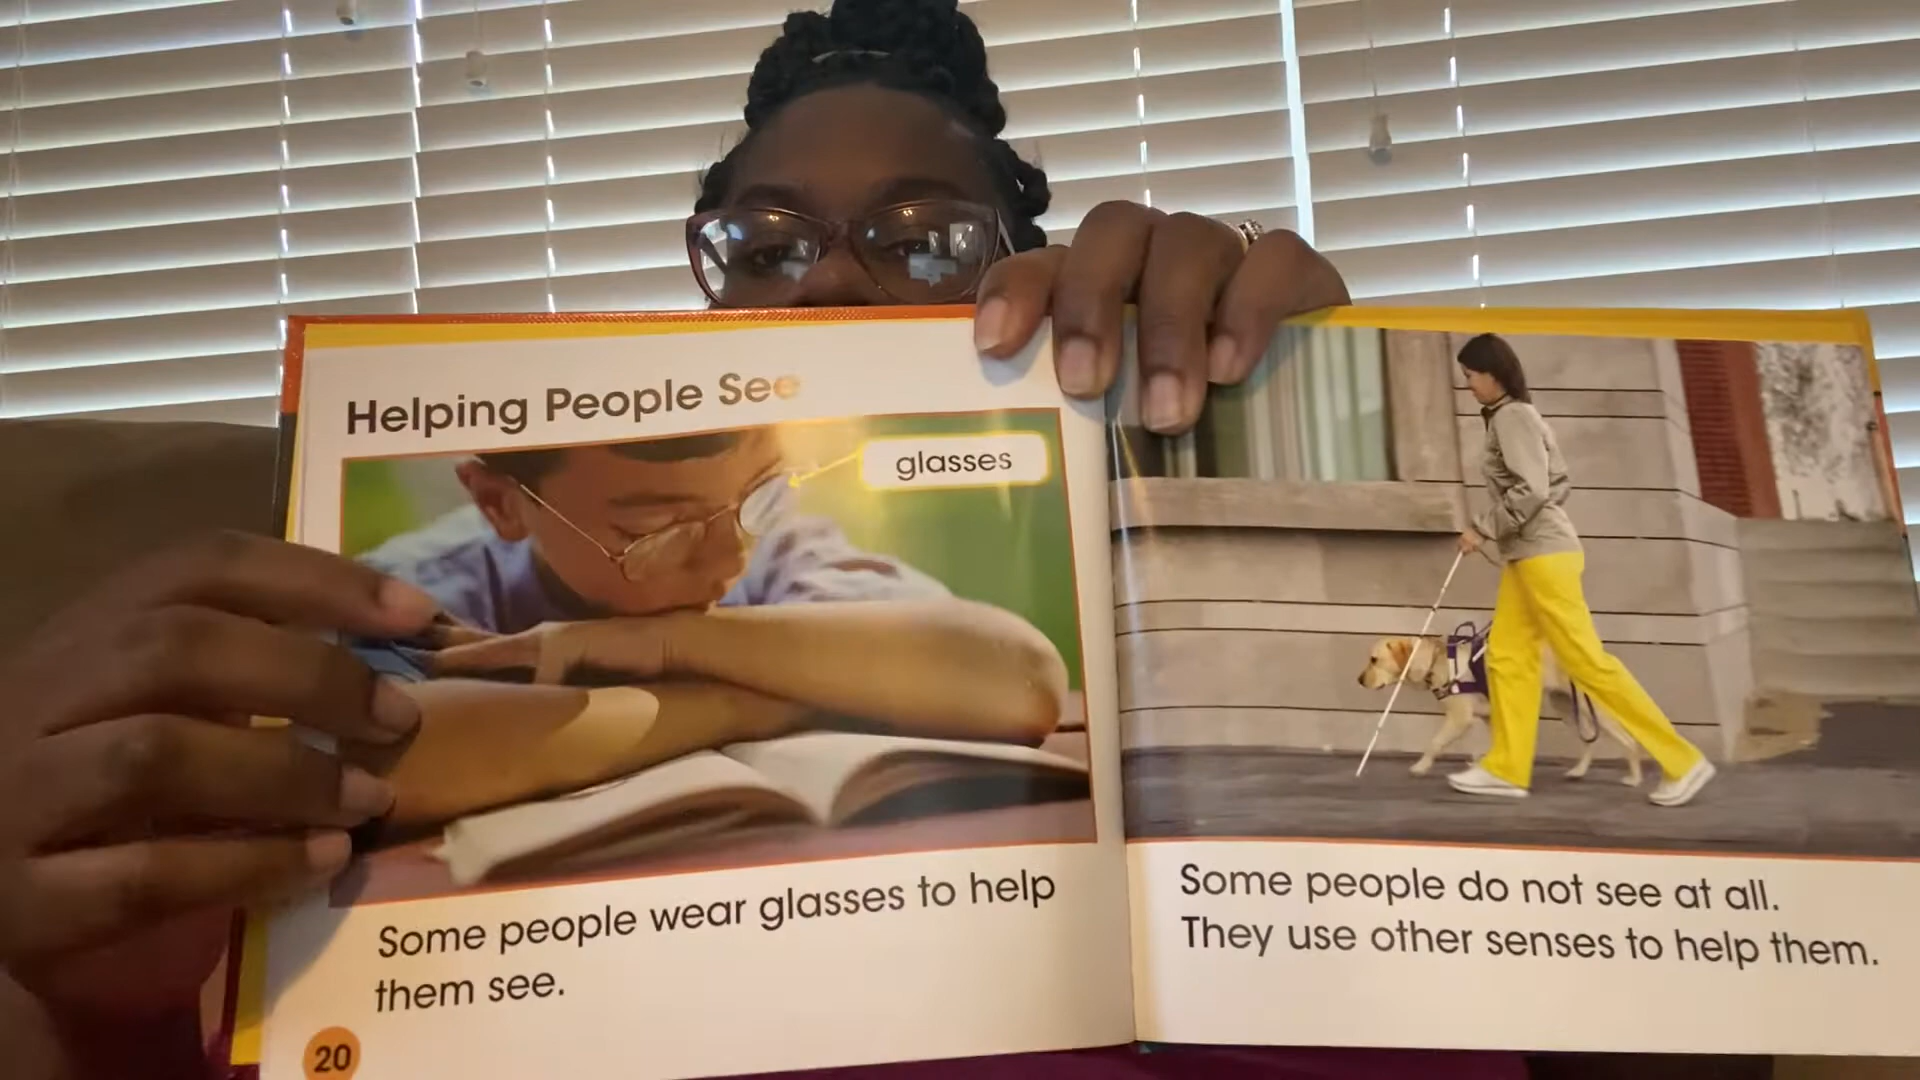 Helping People See
glasses
Some people wear glasses to help
them see.
20
Some people do not see at all.
They use other senses to help them.